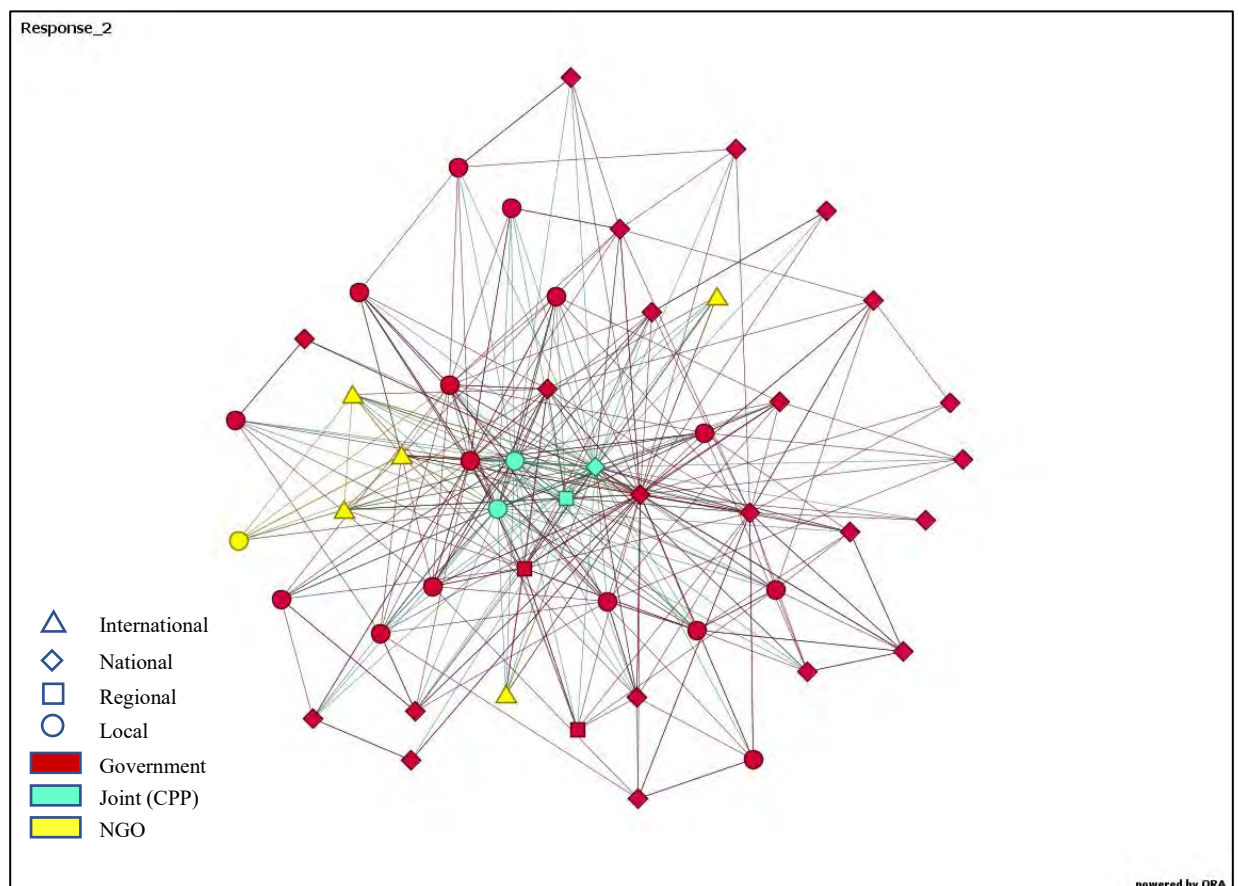 Response_2
International
National
Regional
Local
Government
Joint (CPP)
NGO
powered by ORA